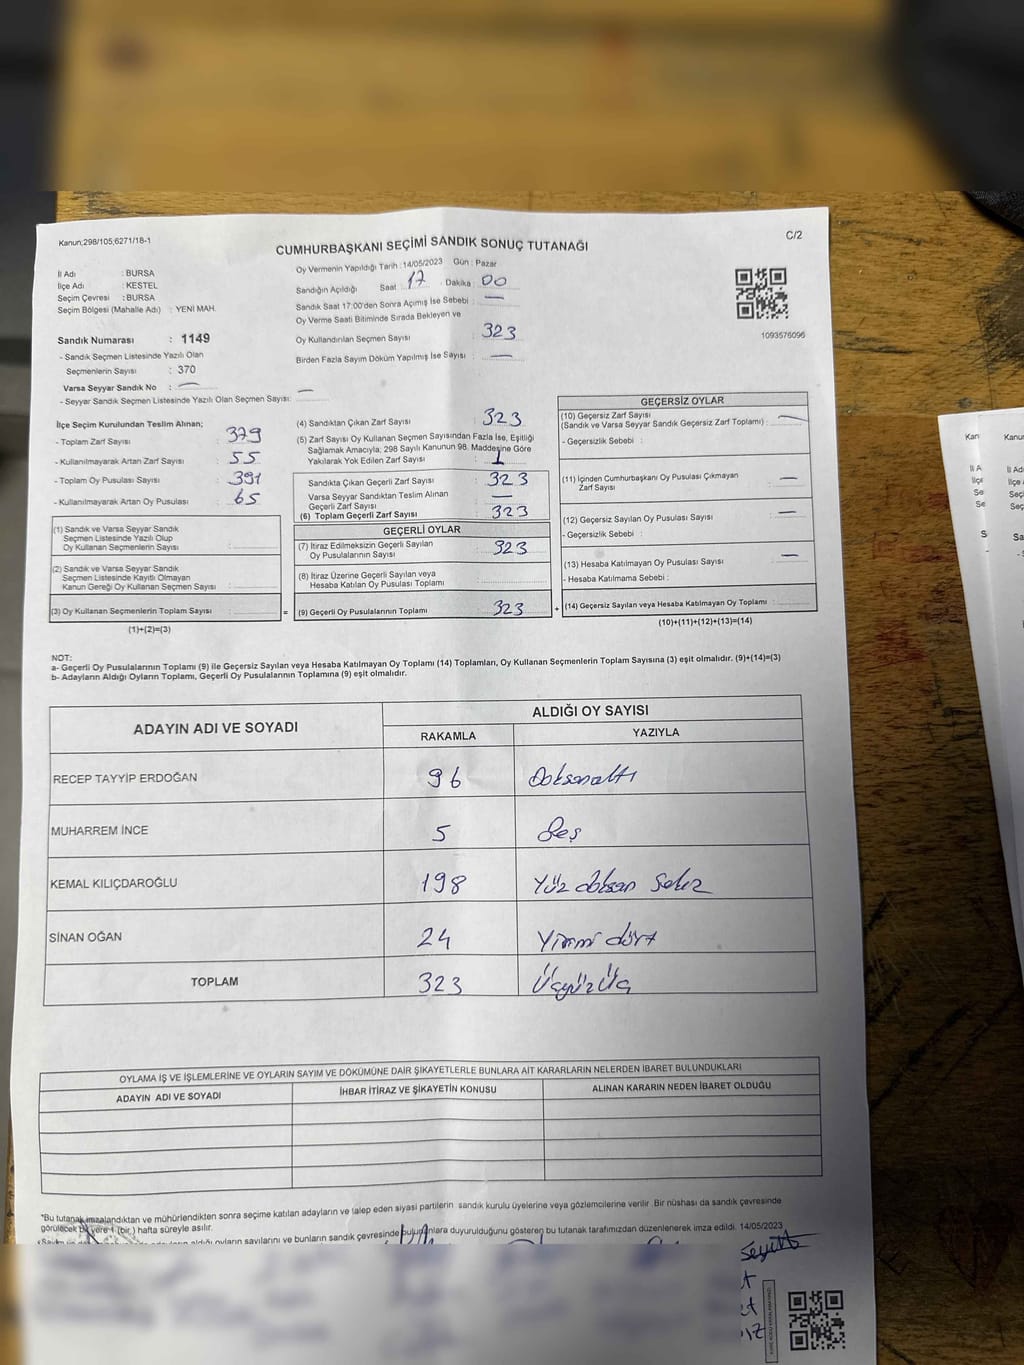 Kanun;298/105,6271/18-1
C/2
CUMHURBAŞKANI SEÇİMİ SANDIK SONUÇ TUTANAĞI
İl Adı : BURSA
İlçe Adı : KESTEL
Seçim Çevresi : BURSA
Seçim Bölgesi (Mahalle Adı) : YENİ MAH.
Sandık Numarası : 1149
- Sandık Seçmen Listesinde Yazılı Olan
Seçmenlerin Sayısı : 370
Varsa Seyyar Sandık No : —
- Seyyar Sandık Seçmen Listesinde Yazılı Olan Seçmen Sayısı: —
Oy Vermenin Yapıldığı Tarih : 14/05/2023 Gün : Pazar
Sandığın Açıldığı Saat : 17 . Dakika : 00
Sandık Saat 17:00'den Sonra Açımış İse Sebebi : —
Oy Verme Saati Bitiminde Sırada Bekleyen ve
Oy Kullandırılan Seçmen Sayısı : 323
Birden Fazla Sayım Döküm Yapılmış İse Sayısı : —
1093576096
İlçe Seçim Kurulundan Teslim Alınan;
- Toplam Zarf Sayısı : 379
- Kullanılmayarak Artan Zarf Sayısı : 55
- Toplam Oy Pusulası Sayısı : 391
- Kullanılmayarak Artan Oy Pusulası : 65
(1) Sandık ve Varsa Seyyar Sandık
Seçmen Listesinde Yazılı Olup
Oy Kullanan Seçmenlerin Sayısı :
(2) Sandık ve Varsa Seyyar Sandık
Seçmen Listesinde Kayıtlı Olmayan
Kanun Gereği Oy Kullanan Seçmen Sayısı :
(3) Oy Kullanan Seçmenlerin Toplam Sayısı : =
(1)+(2)=(3)
(4) Sandıktan Çıkan Zarf Sayısı : 323
(5) Zarf Sayısı Oy Kullanan Seçmen Sayısından Fazla İse, Eşitliği
Sağlamak Amacıyla; 298 Sayılı Kanunun 98. Maddesine Göre
Yakılarak Yok Edilen Zarf Sayısı : 1
Sandıkta Çıkan Geçerli Zarf Sayısı : 323
Varsa Seyyar Sandıktan Teslim Alınan
Geçerli Zarf Sayısı : —
(6) Toplam Geçerli Zarf Sayısı : 323
GEÇERLİ OYLAR
(7) İtiraz Edilmeksizin Geçerli Sayılan
Oy Pusulalarının Sayısı : 323
(8) İtiraz Üzerine Geçerli Sayılan veya
Hesaba Katılan Oy Pusulası Toplamı :
(9) Geçerli Oy Pusulalarının Toplamı : 323 +
GEÇERSİZ OYLAR
(10) Geçersiz Zarf Sayısı
(Sandık ve Varsa Seyyar Sandık Geçersiz Zarf Toplamı) : —
- Geçersizlik Sebebi :
(11) İçinden Cumhurbaşkanı Oy Pusulası Çıkmayan
Zarf Sayısı : —
(12) Geçersiz Sayılan Oy Pusulası Sayısı : —
- Geçersizlik Sebebi :
(13) Hesaba Katılmayan Oy Pusulası Sayısı : —
- Hesaba Katılmama Sebebi :
(14) Geçersiz Sayılan veya Hesaba Katılmayan Oy Toplamı :
(10)+(11)+(12)+(13)=(14)
NOT:
a- Geçerli Oy Pusulalarının Toplamı (9) ile Geçersiz Sayılan veya Hesaba Katılmayan Oy Toplamı (14) Toplamları, Oy Kullanan Seçmenlerin Toplam Sayısına (3) eşit olmalıdır. (9)+(14)=(3)
b- Adayların Aldığı Oyların Toplamı, Geçerli Oy Pusulalarının Toplamına (9) eşit olmalıdır.
ADAYIN ADI VE SOYADI
ALDIĞI OY SAYISI
RAKAMLA YAZIYLA
RECEP TAYYİP ERDOĞAN 96 Doksanaltı
MUHARREM İNCE 5 Beş
KEMAL KILIÇDAROĞLU 198 Yüz doksan Sekiz
SİNAN OĞAN 24 Yirmi dört
TOPLAM 323 Üçyüz Üç
OYLAMA İŞ VE İŞLEMLERİNE VE OYLARIN SAYIM VE DÖKÜMÜNE DAİR ŞİKAYETLERLE BUNLARA AİT KARARLARIN NELERDEN İBARET BULUNDUKLARI
ADAYIN ADI VE SOYADI İHBAR İTİRAZ VE ŞİKAYETİN KONUSU ALINAN KARARIN NEDEN İBARET OLDUĞU
*Bu tutanak imzalandıktan ve mühürlendikten sonra seçime katılan adayların ve talep eden siyasi partilerin sandık kurulu üyelerine veya gözlemcilerine verilir. Bir nüshası da sandık çevresinde
görülecek bir yere 1 (bir) hafta süreyle asılır.
oyların sayılarını ve bunların sandık çevresinde bulunanlara duyurulduğunu gösteren bu tutanak tarafımızdan düzenlenerek imza edildi. 14/05/2023